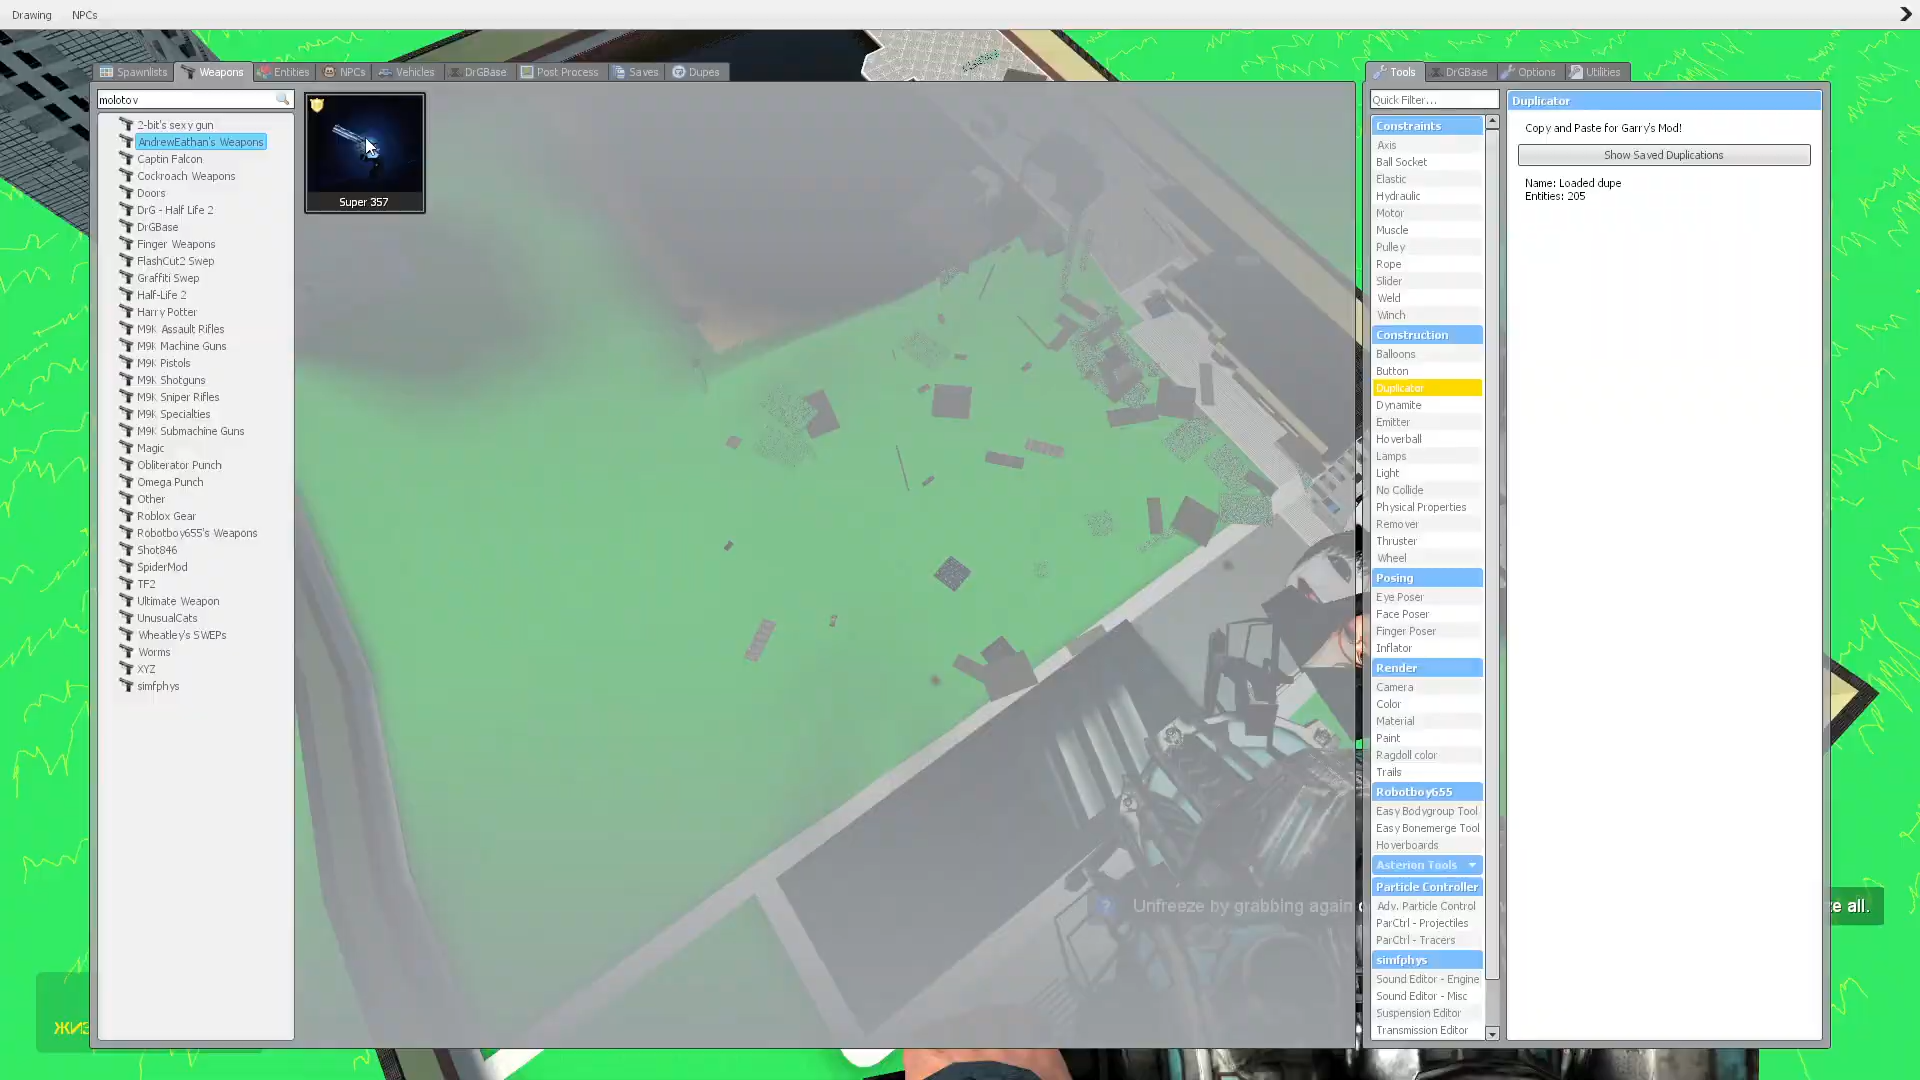 Drawing NPCs
Spawnlists Weapons Entities NPCs Vehicles DrGBase Post Process Saves Dupes
molotov
2-bit's sexy gun
AndrewEathan's Weapons
Captin Falcon
Cockroach Weapons
Doors
DrG - Half Life 2
DrGBase
Finger Weapons
FlashCut2 Swep
Graffiti Swep
Half-Life 2
Harry Potter
M9K Assault Rifles
M9K Machine Guns
M9K Pistols
M9K Shotguns
M9K Sniper Rifles
M9K Specialties
M9K Submachine Guns
Magic
Obliterator Punch
Omega Punch
Other
Roblox Gear
Robotboy655's Weapons
Shot846
SpiderMod
TF2
Ultimate Weapon
UnusualCats
Wheatley's SWEPs
Worms
XYZ
simfphys
Super 357
Tools DrGBase Options Utilities
Quick Filter...
Constraints
Axis
Ball Socket
Elastic
Hydraulic
Motor
Muscle
Pulley
Rope
Slider
Weld
Winch
Construction
Balloons
Button
Duplicator
Dynamite
Emitter
Hoverball
Lamps
Light
No Collide
Physical Properties
Remover
Thruster
Wheel
Posing
Eye Poser
Face Poser
Finger Poser
Inflator
Render
Camera
Color
Material
Paint
Ragdoll color
Trails
Robotboy655
Easy Bodygroup Tool
Easy Bonemerge Tool
Hoverboards
Asterion Tools
Particle Controller
Adv. Particle Control
ParCtrl - Projectiles
ParCtrl - Tracers
simfphys
Sound Editor - Engine
Sound Editor - Misc
Suspension Editor
Transmission Editor
Duplicator
Copy and Paste for Garry's Mod!
Show Saved Duplications
Name: Loaded dupe
Entities: 205
Unfreeze by grabbing again
all.